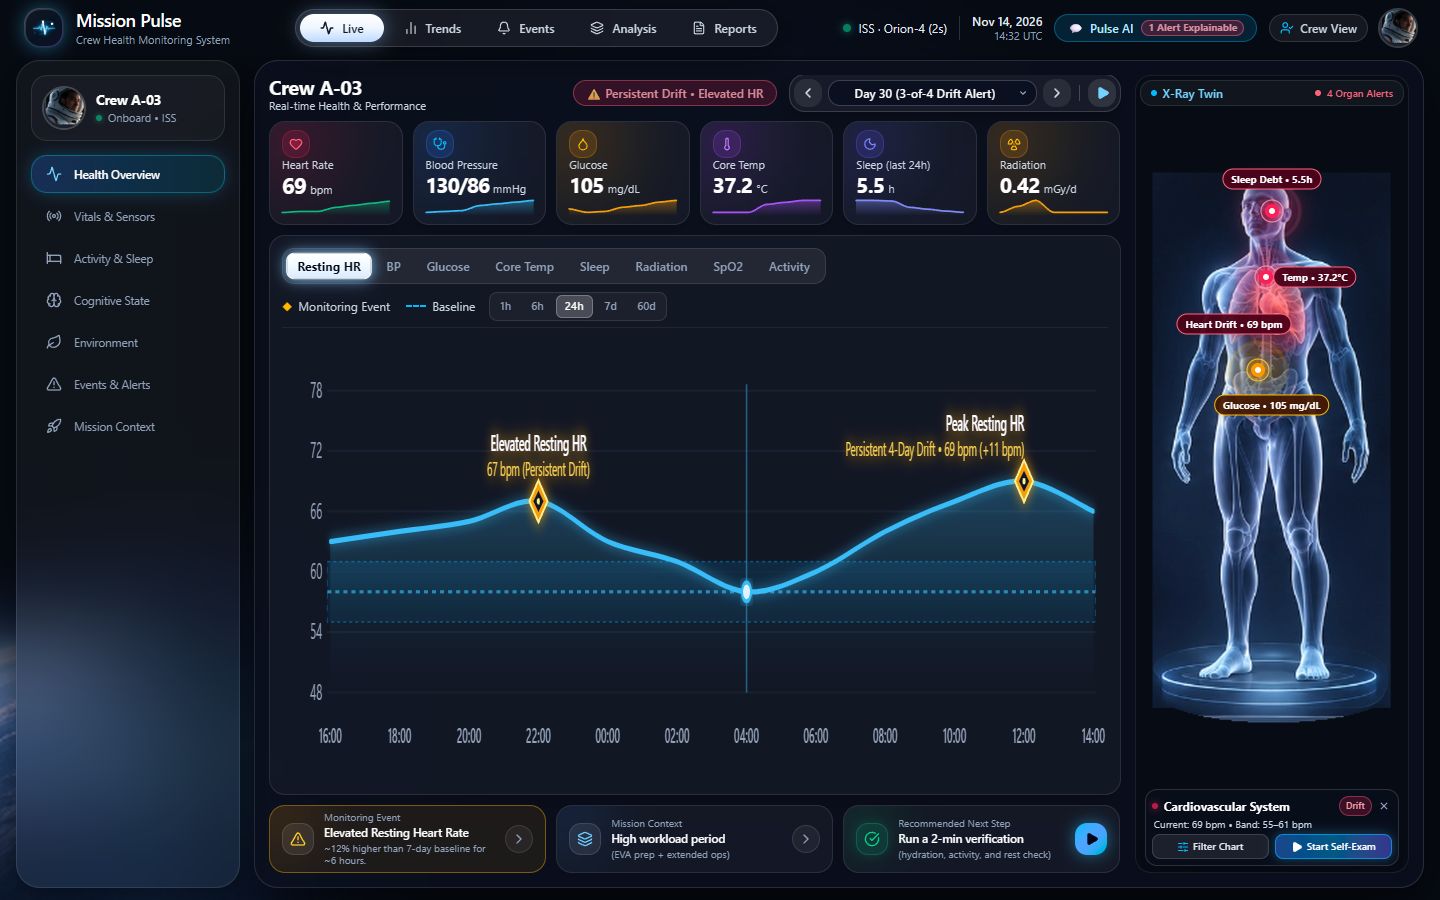 Mission Pulse
Crew Health Monitoring System
Live
Trends
Events
Analysis
Reports
ISS · Orion-4 (2s)
Nov 14, 2026
14:32 UTC
Pulse AI
1 Alert Explainable
Crew View
Crew A-03
Onboard • ISS
Health Overview
Vitals & Sensors
Activity & Sleep
Cognitive State
Environment
Events & Alerts
Mission Context
Crew A-03
Real-time Health & Performance
Persistent Drift • Elevated HR
Day 30 (3-of-4 Drift Alert)
Heart Rate
69 bpm
Blood Pressure
130/86 mmHg
Glucose
105 mg/dL
Core Temp
37.2 °C
Sleep (last 24h)
5.5 h
Radiation
0.42 mGy/d
Resting HR
BP
Glucose
Core Temp
Sleep
Radiation
SpO2
Activity
Monitoring Event
Baseline
1h
6h
24h
7d
60d
78
72
66
60
54
48
Elevated Resting HR
67 bpm (Persistent Drift)
Peak Resting HR
Persistent 4-Day Drift • 69 bpm (+11 bpm)
16:00
18:00
20:00
22:00
00:00
02:00
04:00
06:00
08:00
10:00
12:00
14:00
Monitoring Event
Elevated Resting Heart Rate
~12% higher than 7-day baseline for
~6 hours.
Mission Context
High workload period
(EVA prep + extended ops)
Recommended Next Step
Run a 2-min verification
(hydration, activity, and rest check)
X-Ray Twin
4 Organ Alerts
Sleep Debt • 5.5h
Temp • 37.2°C
Heart Drift • 69 bpm
Glucose • 105 mg/dL
Cardiovascular System
Drift
Current: 69 bpm • Band: 55–61 bpm
Filter Chart
Start Self-Exam